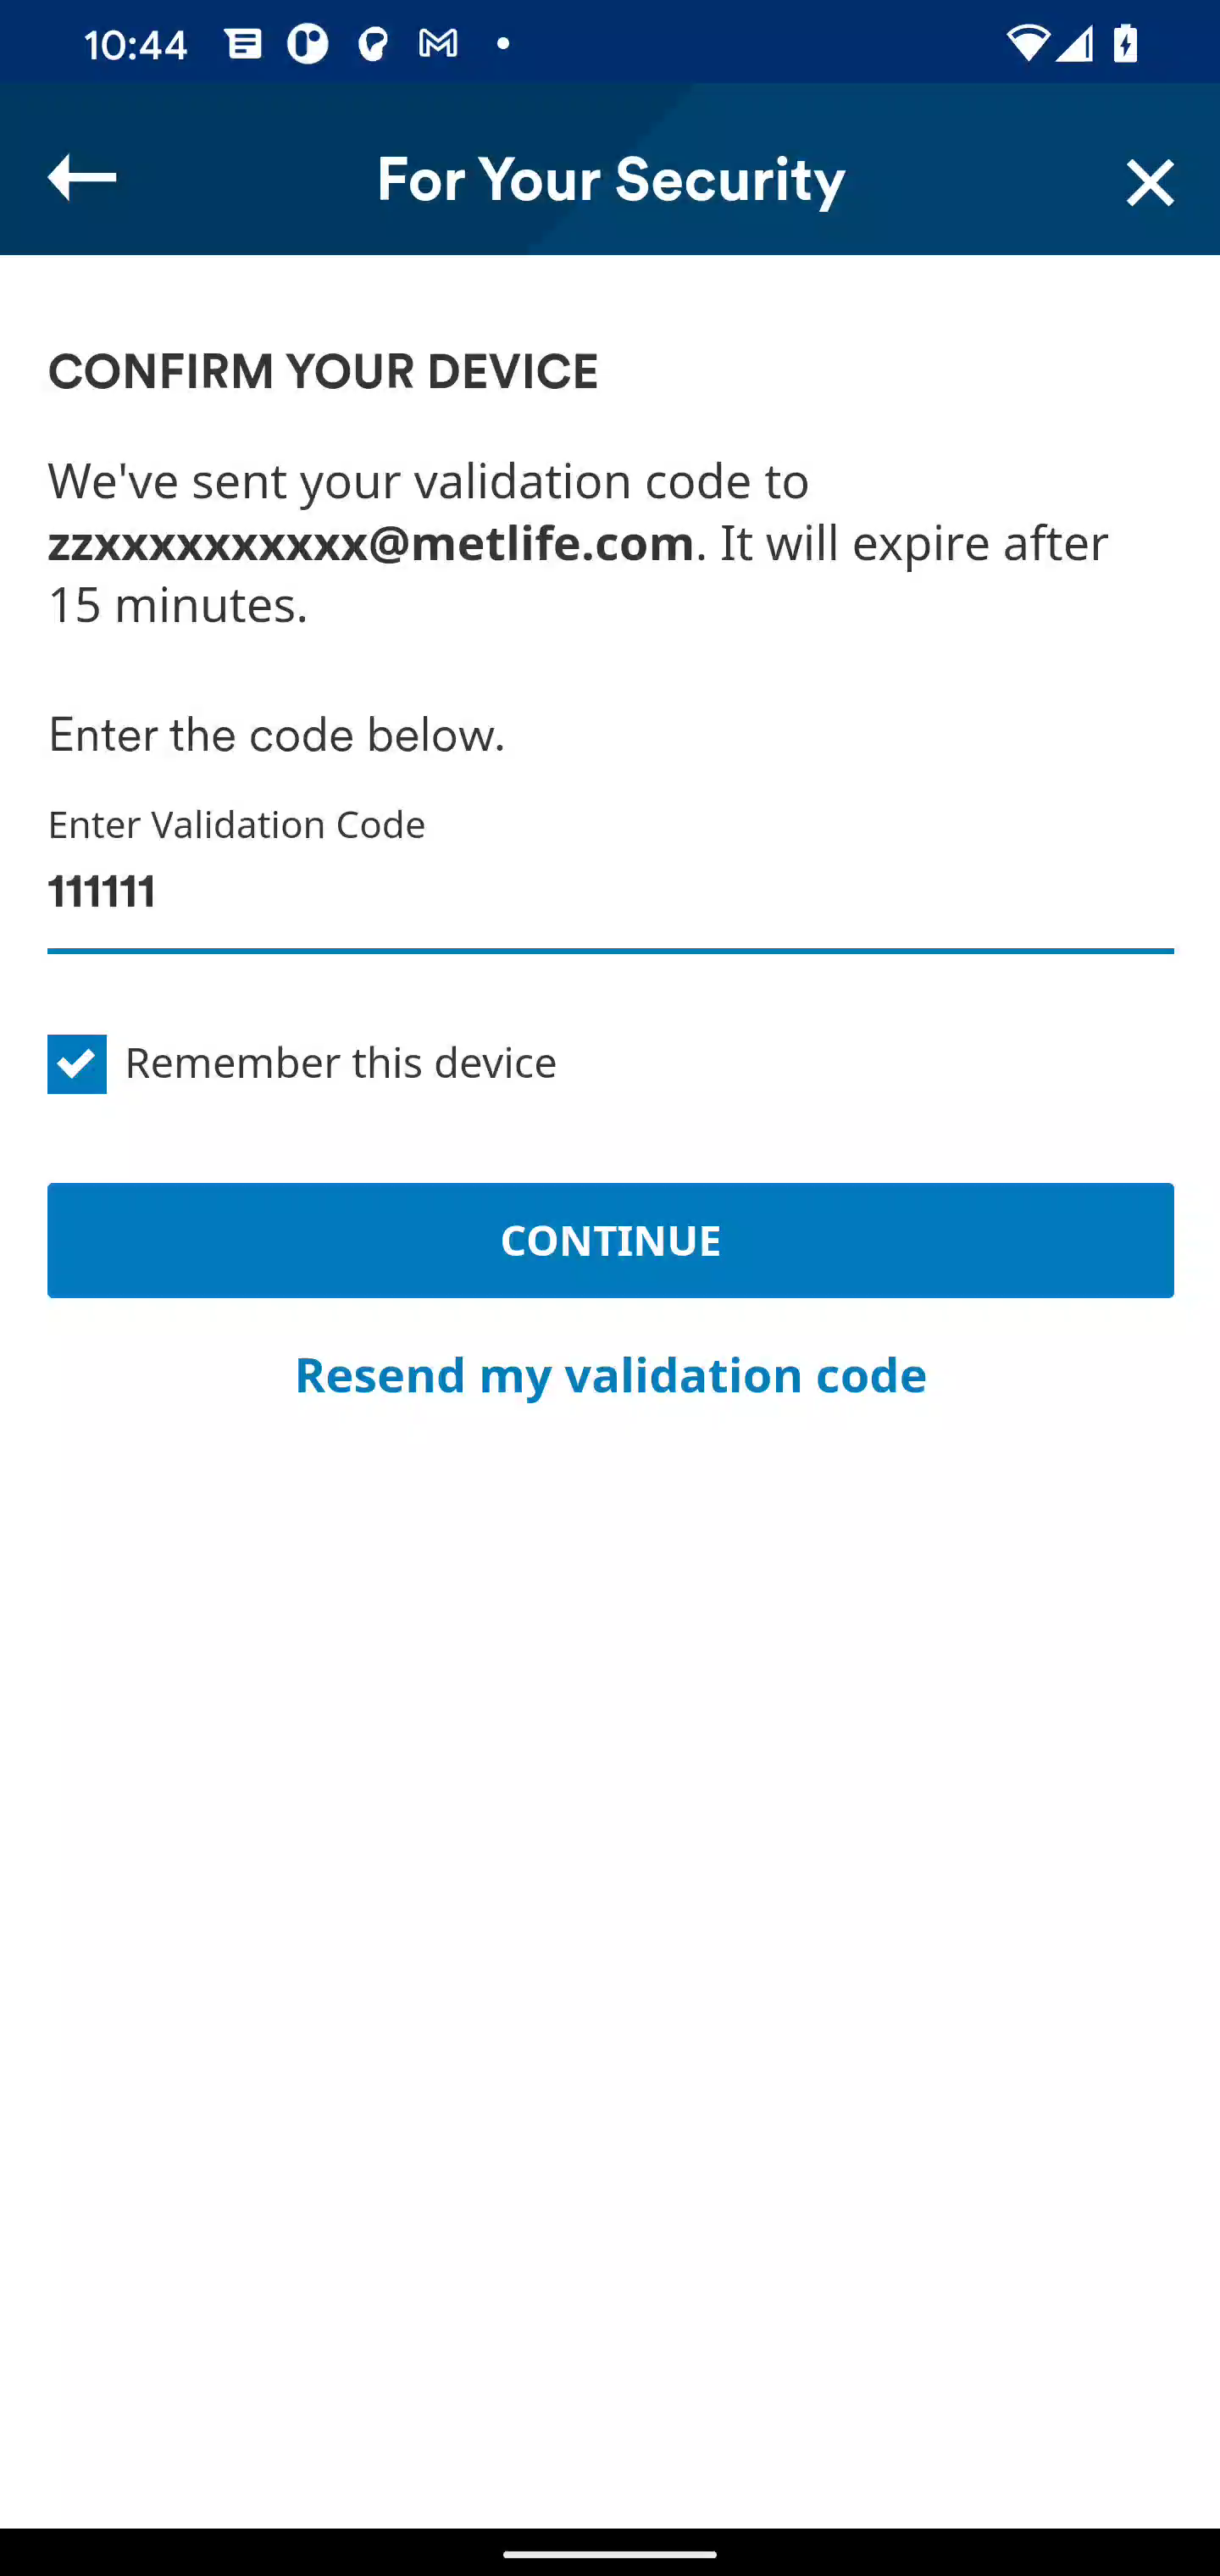 10:44
For Your Security
CONFIRM YOUR DEVICE
We've sent your validation code to
zzxxxxxxxxxx@metlife.com. It will expire after
15 minutes.
Enter the code below.
Enter Validation Code
111111
Remember this device
CONTINUE
Resend my validation code